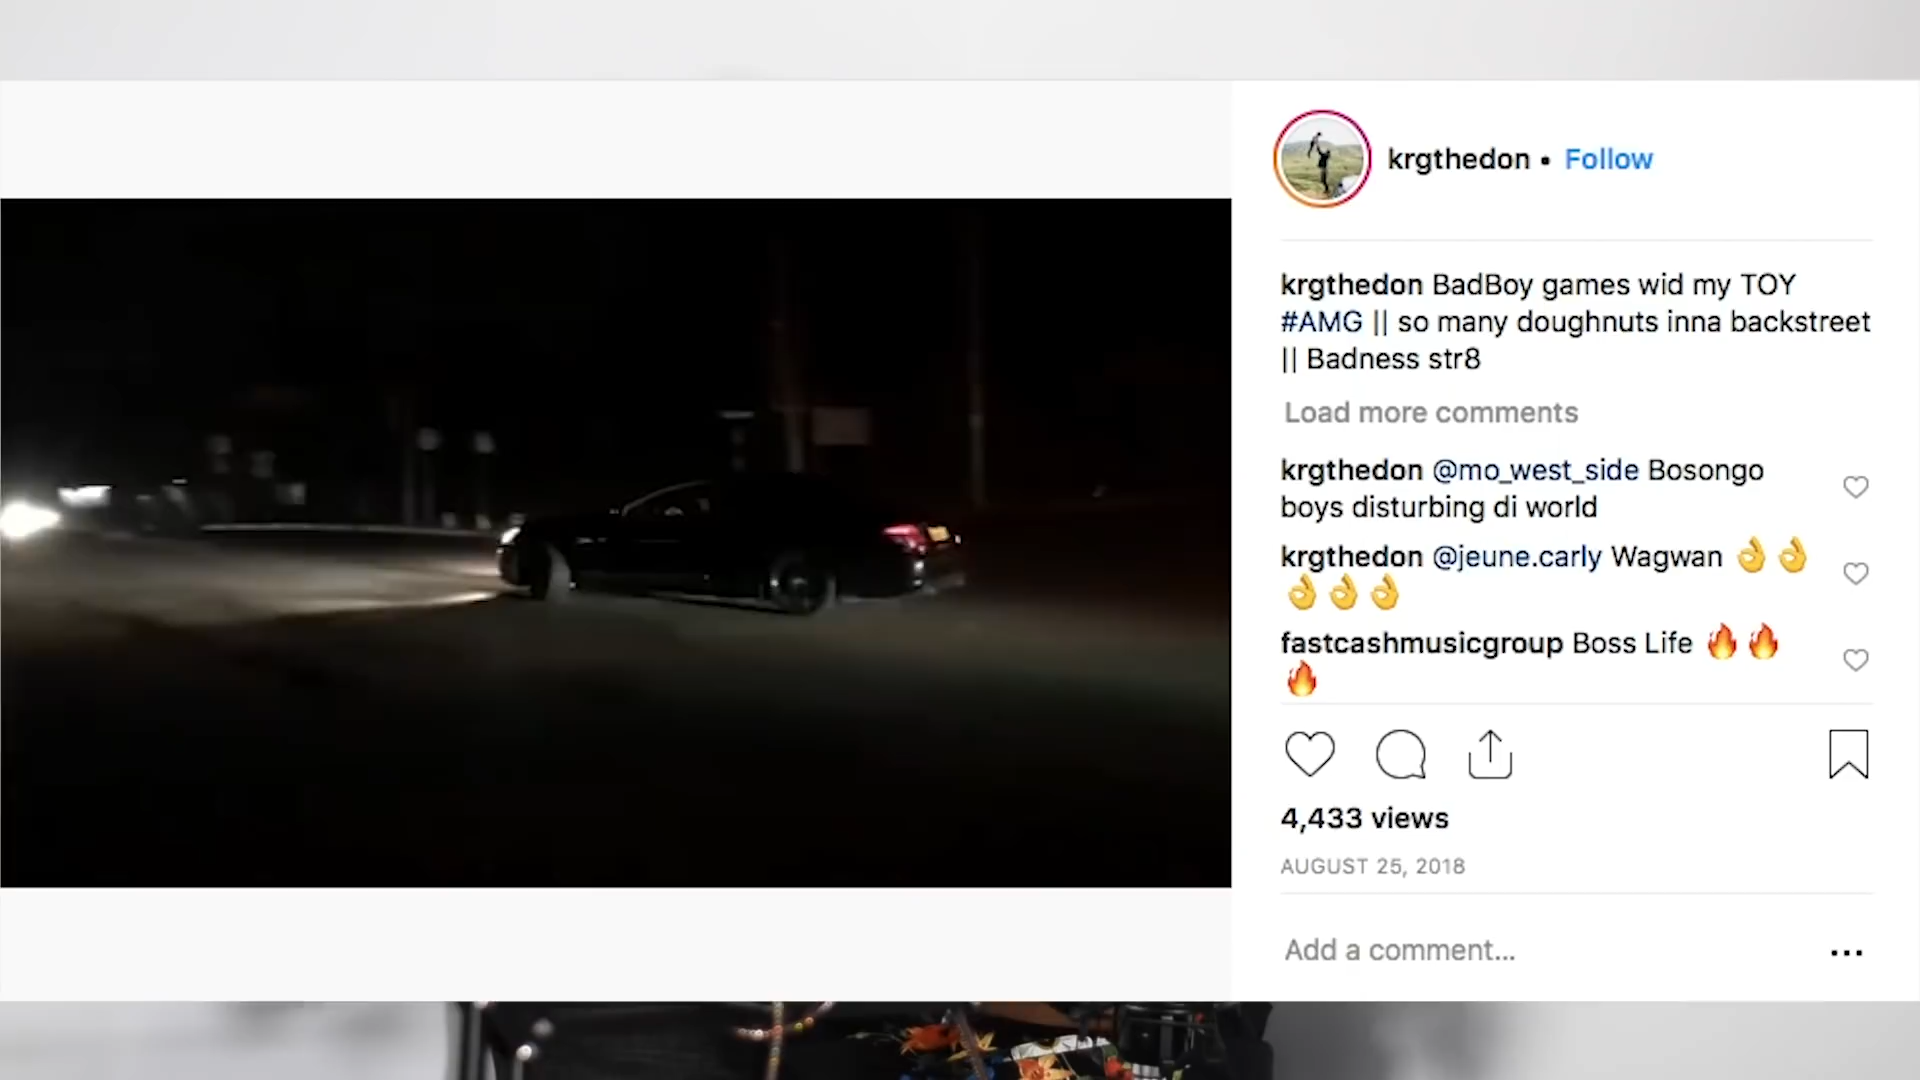 krgthedon • Follow
krgthedon BadBoy games wid my TOY
#AMG || so many doughnuts inna backstreet
|| Badness str8
Load more comments
krgthedon @mo_west_side Bosongo
boys disturbing di world
krgthedon @jeune.carly Wagwan 👌👌
👌👌👌
fastcashmusicgroup Boss Life 🔥🔥
🔥
4,433 views
AUGUST 25, 2018
Add a comment...